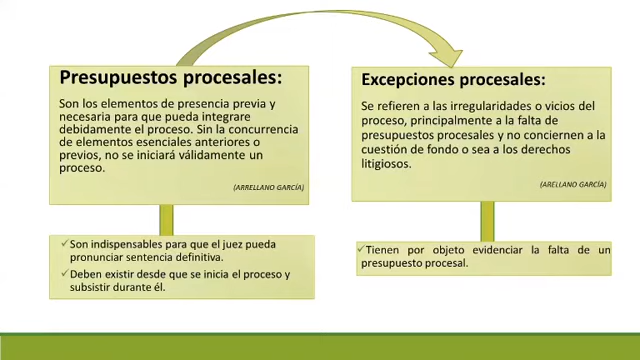 Presupuestos procesales:
Son los elementos de presencia previa y
necesaria para que pueda integrare
debidamente el proceso. Sin la concurrencia
de elementos esenciales anteriores o
previos, no se iniciará válidamente un
proceso.
(ARRELLANO GARCÍA)
✓Son indispensables para que el juez pueda
pronunciar sentencia definitiva.
✓Deben existir desde que se inicia el proceso y
subsistir durante él.
Excepciones procesales:
Se refieren a las irregularidades o vicios del
proceso, principalmente a la falta de
presupuestos procesales y no conciernen a la
cuestión de fondo o sea a los derechos
litigiosos.
(ARELLANO GARCÍA)
✓Tienen por objeto evidenciar la falta de un
presupuesto procesal.